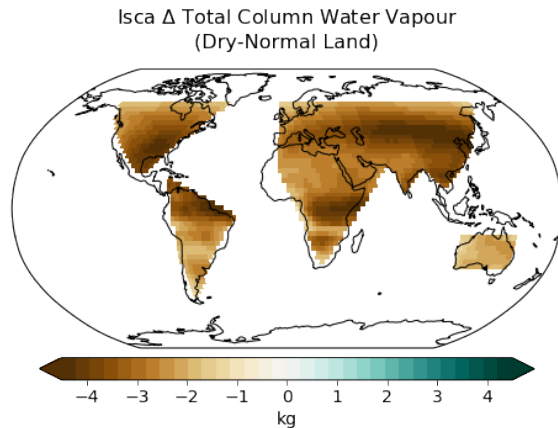 Isca Δ Total Column Water Vapour
(Dry-Normal Land)
−4 −3 −2 −1 0 1 2 3 4
kg